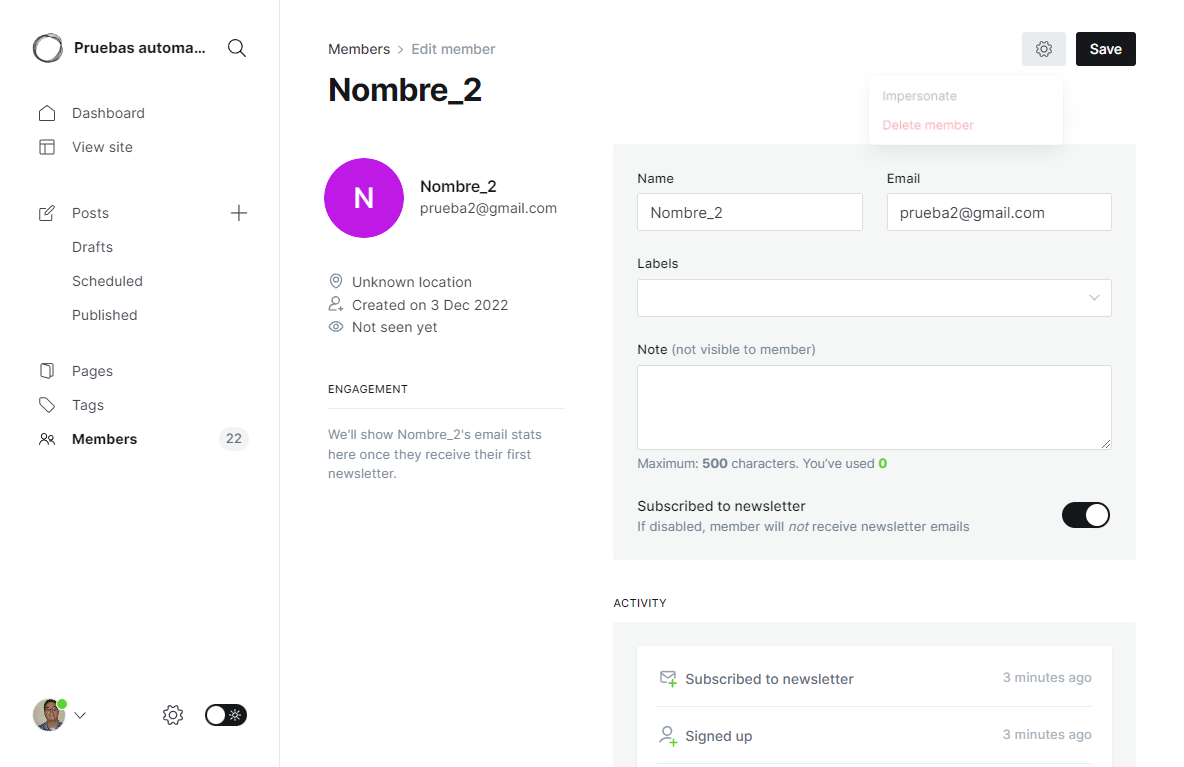 Pruebas automa...
Dashboard
View site
Posts
Drafts
Scheduled
Published
Pages
Tags
Members 22
Members > Edit member
Save
Nombre_2
Impersonate
Delete member
N
Nombre_2
prueba2@gmail.com
Unknown location
Created on 3 Dec 2022
Not seen yet
ENGAGEMENT
We'll show Nombre_2's email stats
here once they receive their first
newsletter.
Name Email
Nombre_2 prueba2@gmail.com
Labels
Note (not visible to member)
Maximum: 500 characters. You've used 0
Subscribed to newsletter
If disabled, member will not receive newsletter emails
ACTIVITY
Subscribed to newsletter 3 minutes ago
Signed up 3 minutes ago